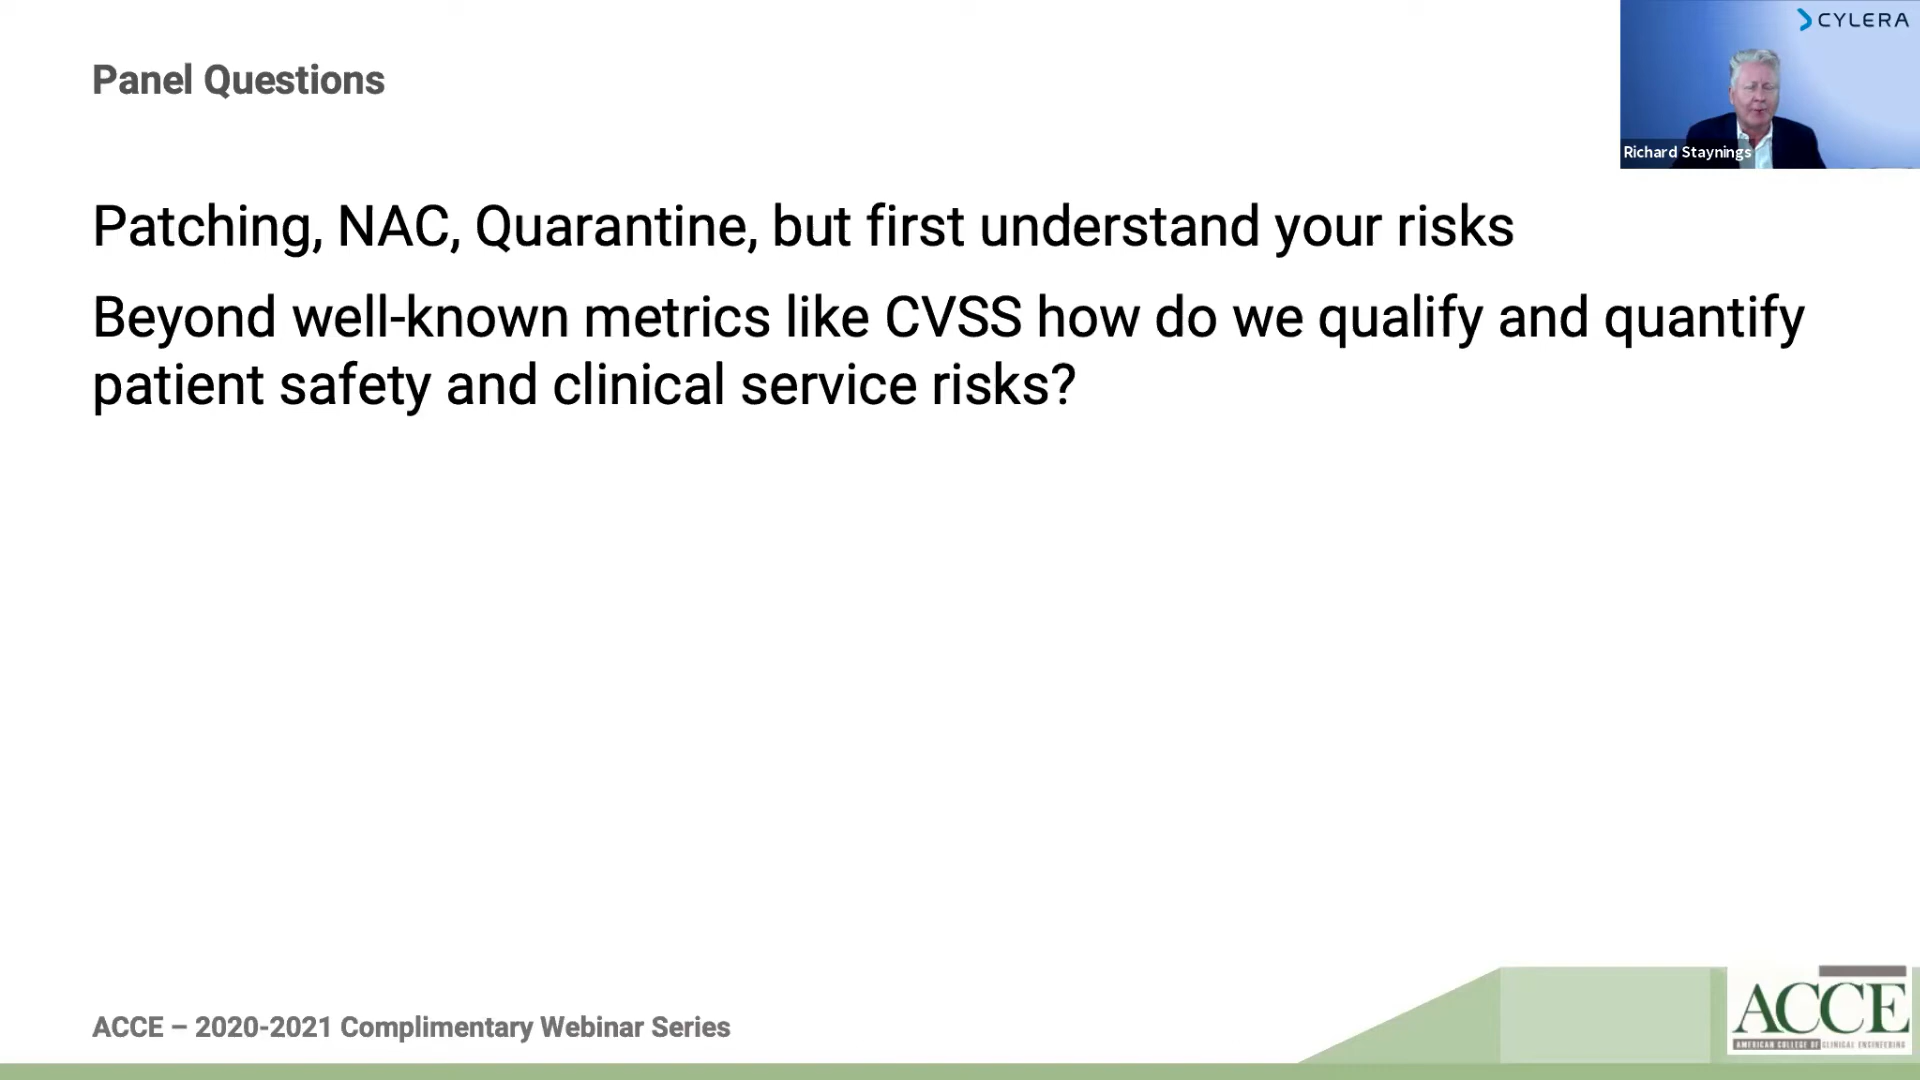 CYLERA
Panel Questions
Richard Staynings
Patching, NAC, Quarantine, but first understand your risks
Beyond well-known metrics like CVSS how do we qualify and quantify
patient safety and clinical service risks?
ACCE – 2020-2021 Complimentary Webinar Series
ACCE
AMERICAN COLLEGE OF CLINICAL ENGINEERING